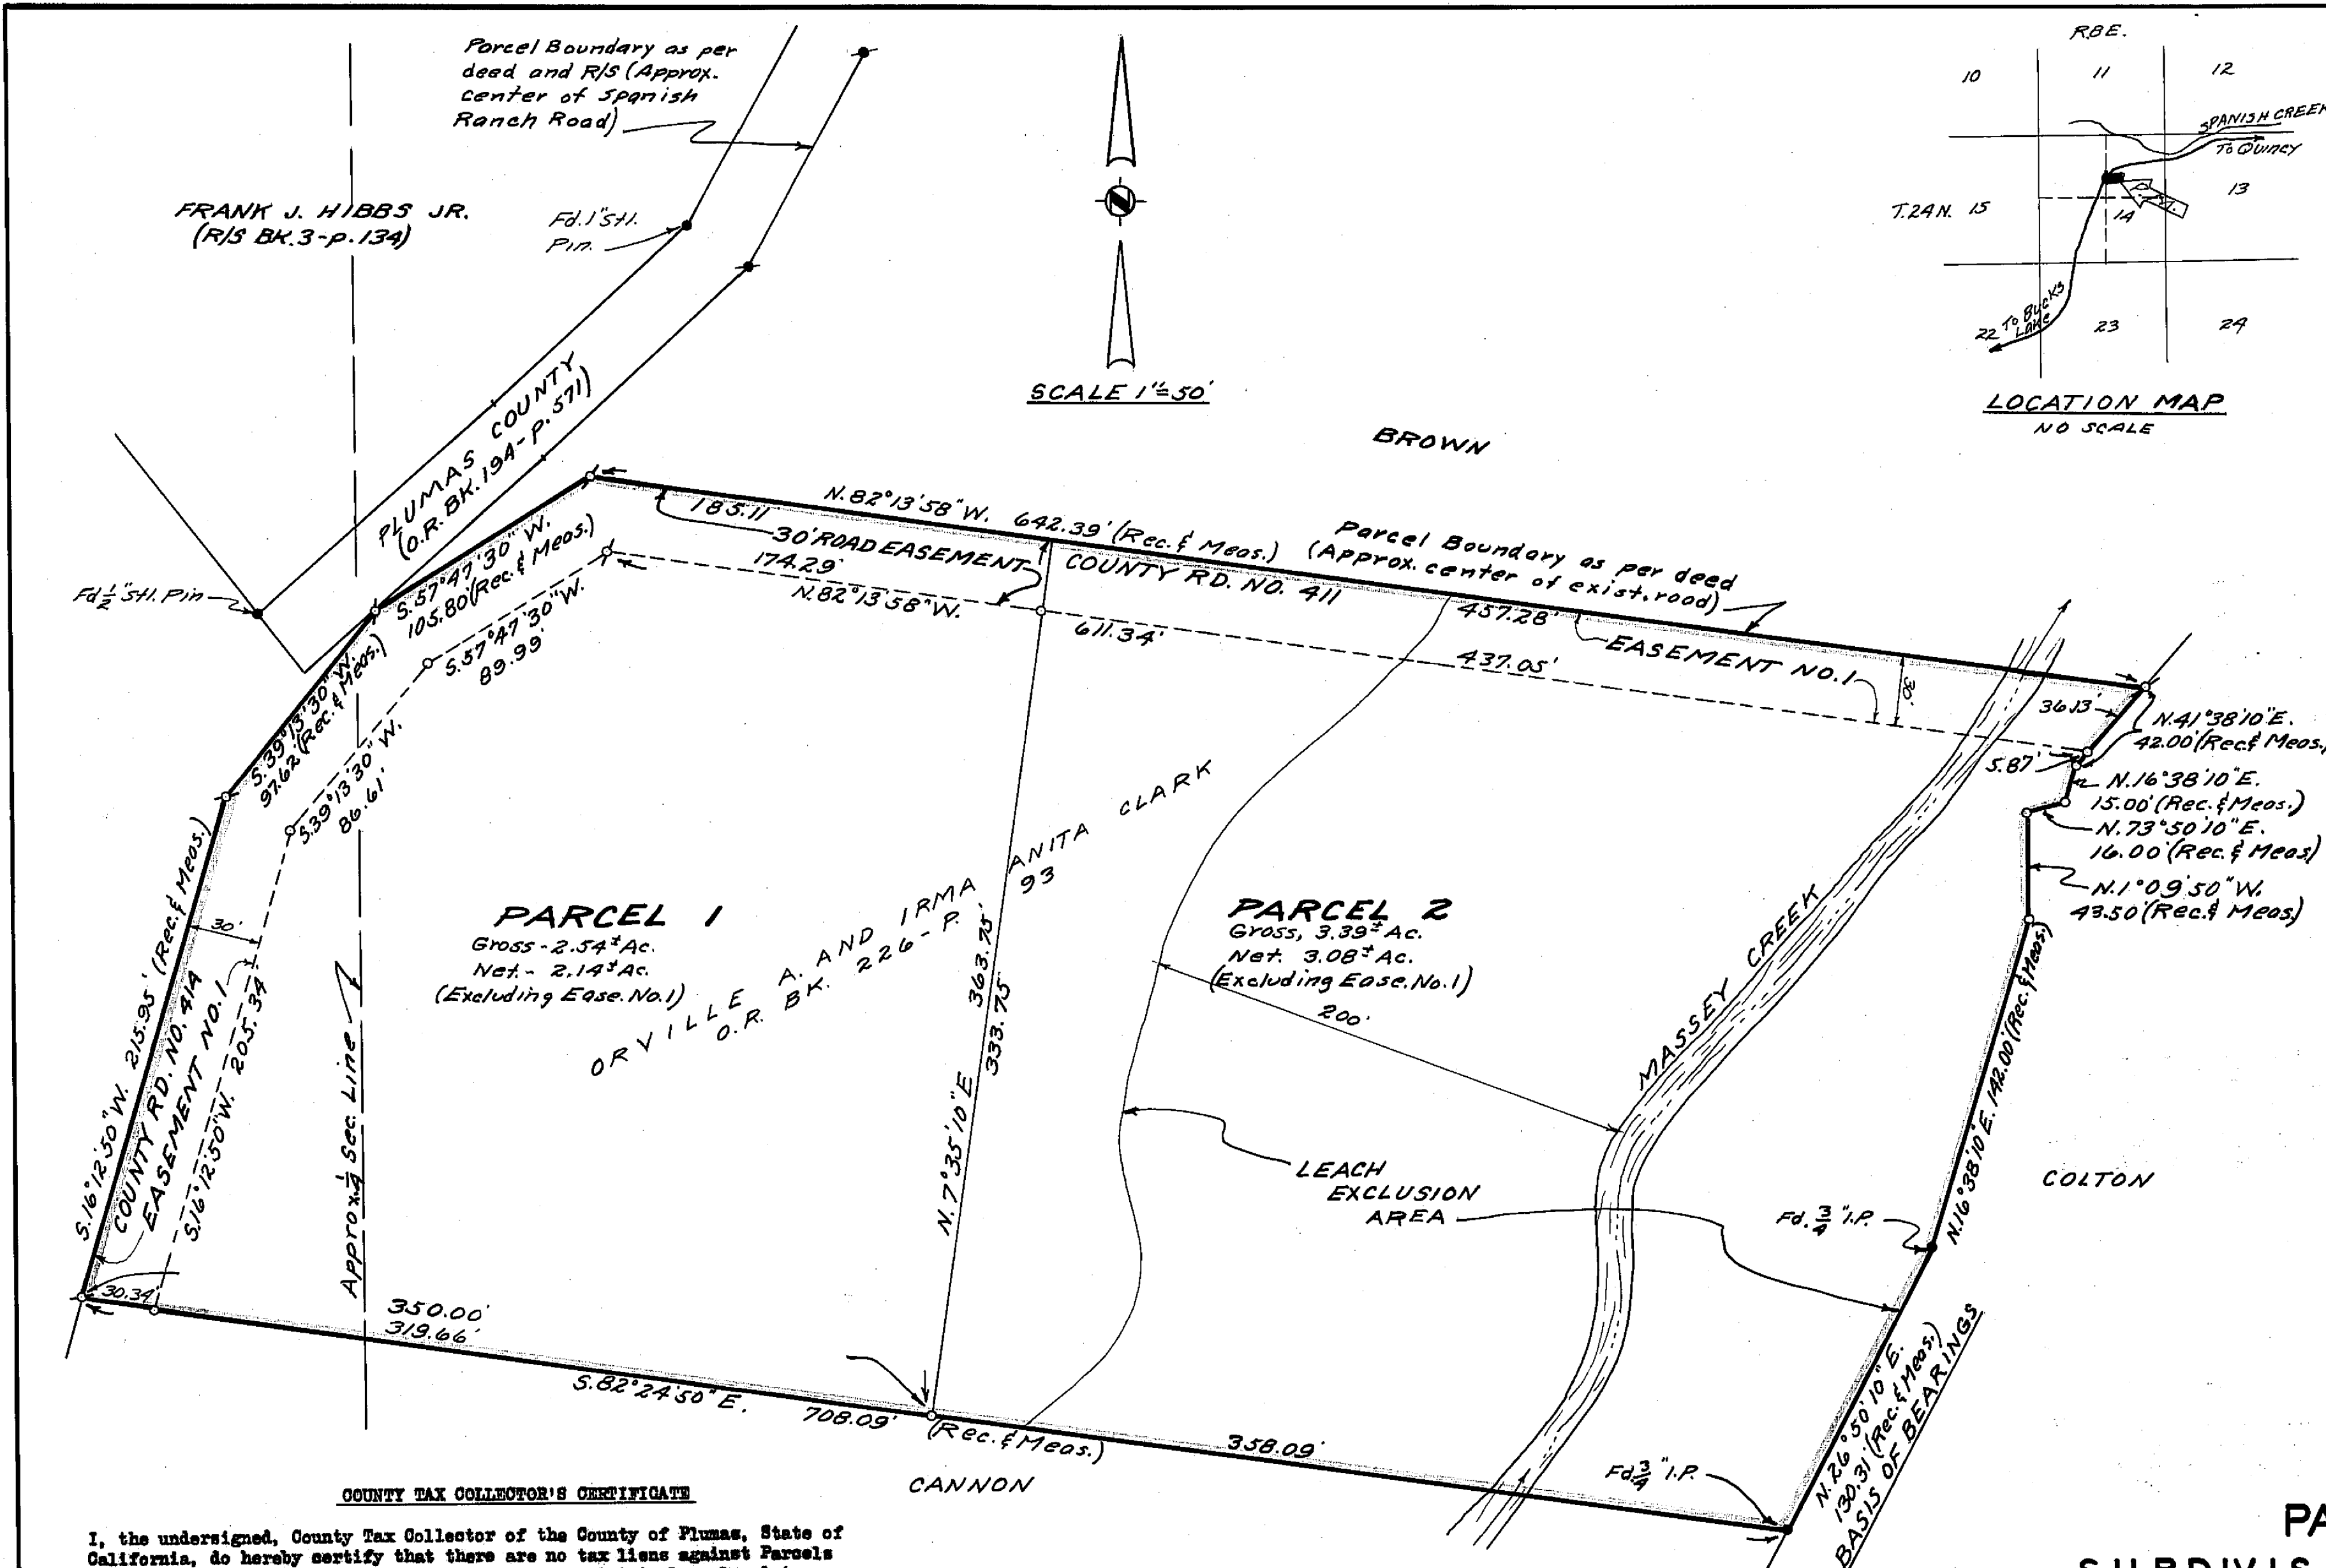 Parcel Boundary as per
deed and R/S (Approx.
center of Spanish
Ranch Road)
FRANK J. HIBBS JR.
(R/S BK.3-p.134)
Fd. 1" Stl.
Pin.
PLUMAS COUNTY
(O.R. BK. 19A-P.571)
Fd ½" Stl. Pin
SCALE 1"=50'
R8E.
10
11
12
SPANISH CREEK
To Quincy
T.24N. 15
14
13
22
To Bucks
Lake
23
24
LOCATION MAP
NO SCALE
BROWN
N.82°13'58"W. 642.39' (Rec. & Meas.)
185.11
30' ROAD EASEMENT
174.29'
N.82°13'58"W.
COUNTY RD. NO. 411
611.34'
Parcel Boundary as per deed
(Approx. center of exist. road)
457.28'
437.05'
EASEMENT NO.1
30'
S.57°47'30"W.
105.80' (Rec. & Meas.)
S.57°47'30"W.
89.99'
S.39°13'30"W.
97.62' (Rec. & Meas.)
S.39°13'30"W.
86.61'
36.13'
N.41°38'10"E.
42.00' (Rec. & Meas.)
5.87'
N.16°38'10"E.
15.00' (Rec. & Meas.)
N.73°50'10"E.
16.00' (Rec. & Meas)
N.1°09'50"W.
43.50' (Rec. & Meas)
S.16°12'50"W. 215.95' (Rec. & Meas.)
30'
COUNTY RD. NO. 414
EASEMENT NO.1
S.16°12'50"W. 205.34'
Approx. ¼ Sec. Line
PARCEL 1
Gross - 2.54± Ac.
Net. - 2.14± Ac.
(Excluding Ease. No.1)
ORVILLE A. AND IRMA ANITA CLARK
O.R. BK. 226 - P. 93
N.7°35'10"E 363.75'
333.75
PARCEL 2
Gross, 3.39± Ac.
Net. 3.08± Ac.
(Excluding Ease. No.1)
200'
MASSEY CREEK
LEACH
EXCLUSION
AREA
N.16°38'10"E. 142.00' (Rec. & Meas.)
COLTON
Fd. ¾" I.P.
30.34'
350.00'
319.66'
S.82°24'50"E. 708.09' (Rec. & Meas.)
358.09'
CANNON
Fd. ¾" I.P.
N.26°50'10"E.
130.31' (Rec. & Meas.)
BASIS OF BEARINGS
COUNTY TAX COLLECTOR'S CERTIFICATE
I, the undersigned, County Tax Collector of the County of Plumas, State of
California, do hereby certify that there are no tax liens against Parcels
PA